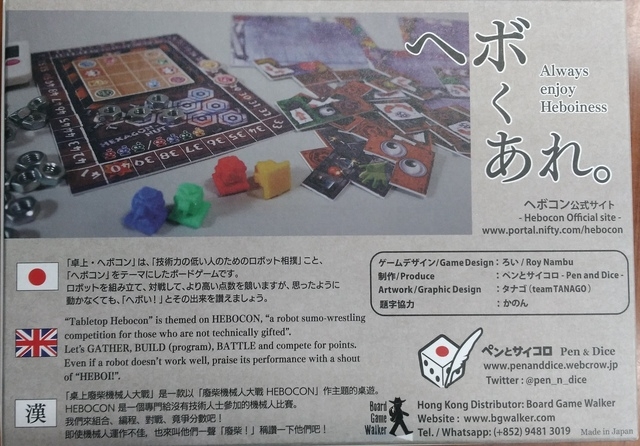 ヘボくあれ。
Always
enjoy
Heboiness
ヘボコン公式サイト
- Hebocon Official site -
www.portal.nifty.com/hebocon
「卓上・ヘボコン」は、「技術力の低い人のためのロボット相撲」こと、
「ヘボコン」をテーマにしたボードゲームです。
ロボットを組み立て、対戦して、より高い点数を競いますが、思ったように
動かなくても、「ヘボい！」とその出来を讃えましょう。
ゲームデザイン/Game Design : ろい / Roy Nambu
制作/Produce : ペンとサイコロ - Pen and Dice -
Artwork/Graphic Design : タナゴ (teamTANAGO)
題字協力 : かのん
"Tabletop Hebocon" is themed on HEBOCON, "a robot sumo-wrestling
competition for those who are not technically gifted".
Let's GATHER, BUILD (program), BATTLE and compete for points.
Even if a robot doesn't work well, praise its performance with a shout
of "HEBOI!".
ペンとサイコロ Pen & Dice
www.penanddice.webcrow.jp
Twitter : @pen_n_dice
漢
「桌上廢柴機械人大戰」是一款以「廢柴機械人大戰 HEBOCON」作主題的桌遊。
HEBOCON 是一個專門給沒有技術人士參加的機械人比賽。
我們來組合、編程、對戰、競爭分數吧！
即使機械人運作不佳，也來叫他們一聲「廢柴！」稱讚一下他們吧！
Board
Game
Walker
Hong Kong Distributor: Board Game Walker
Website : www.bgwalker.com
Tel. / Whatsapp: (+852) 9481 3019
Made in Japan
HEXAGON
NUT
40 39 38 37 36 35 34